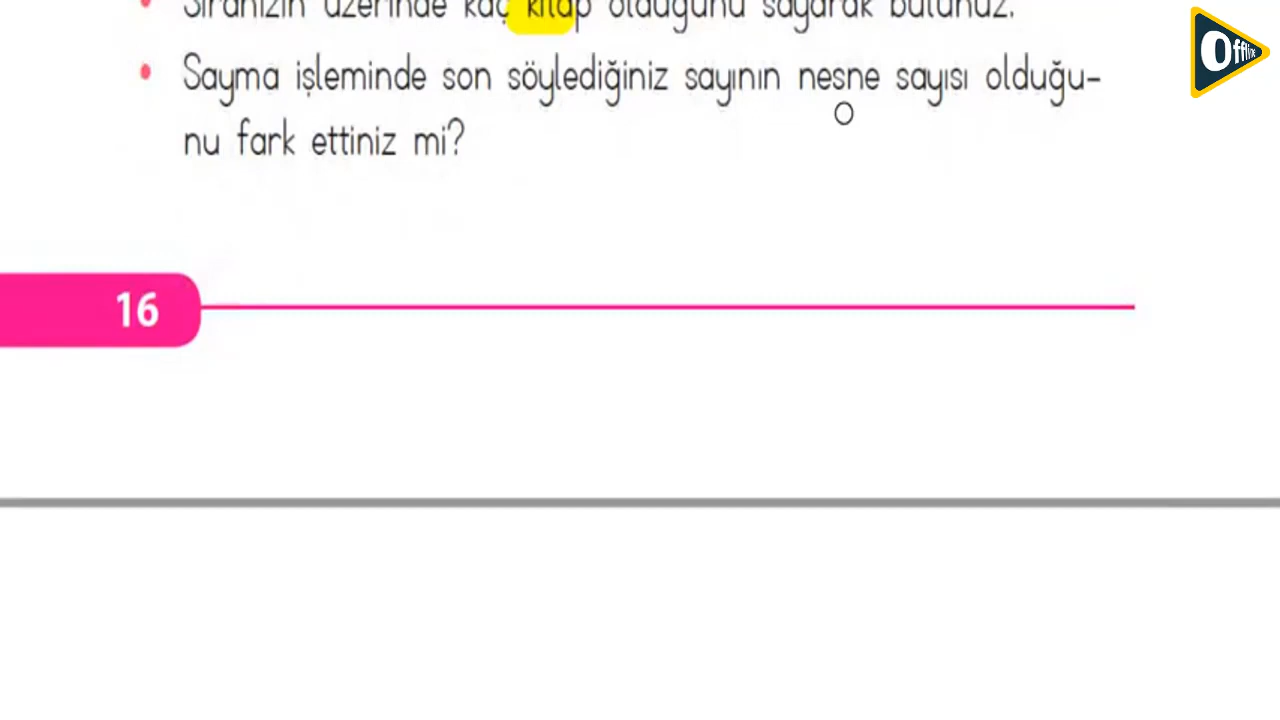 Sıranızın üzerinde kaç kitap olduğunu sayarak bulunuz.
Sayma işleminde son söylediğiniz sayının nesne sayısı olduğu-
nu fark ettiniz mi?
16
Offline